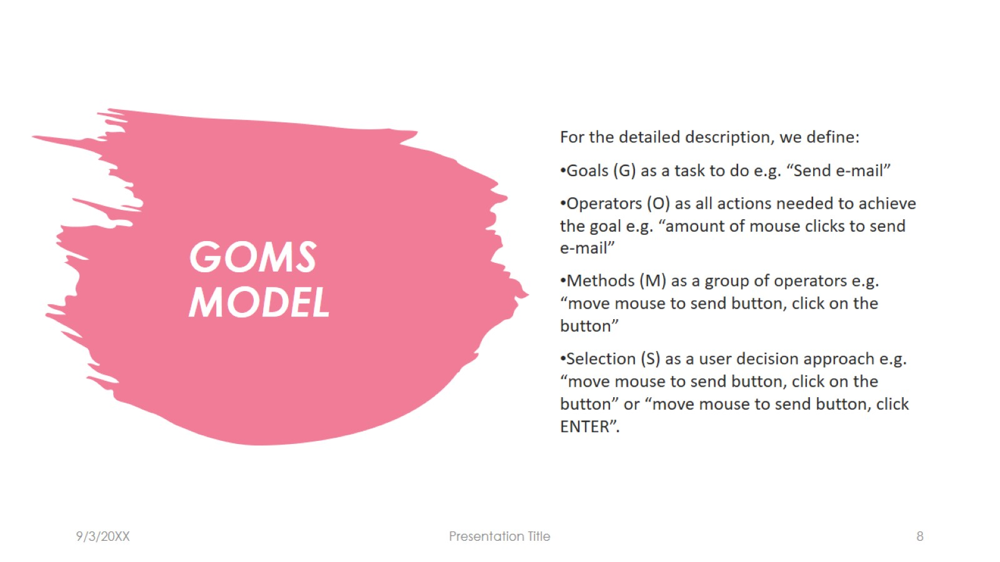 GOMS
MODEL
For the detailed description, we define:
•Goals (G) as a task to do e.g. “Send e-mail”
•Operators (O) as all actions needed to achieve
the goal e.g. “amount of mouse clicks to send
e-mail”
•Methods (M) as a group of operators e.g.
“move mouse to send button, click on the
button”
•Selection (S) as a user decision approach e.g.
“move mouse to send button, click on the
button” or “move mouse to send button, click
ENTER”.
9/3/20XX
Presentation Title
8